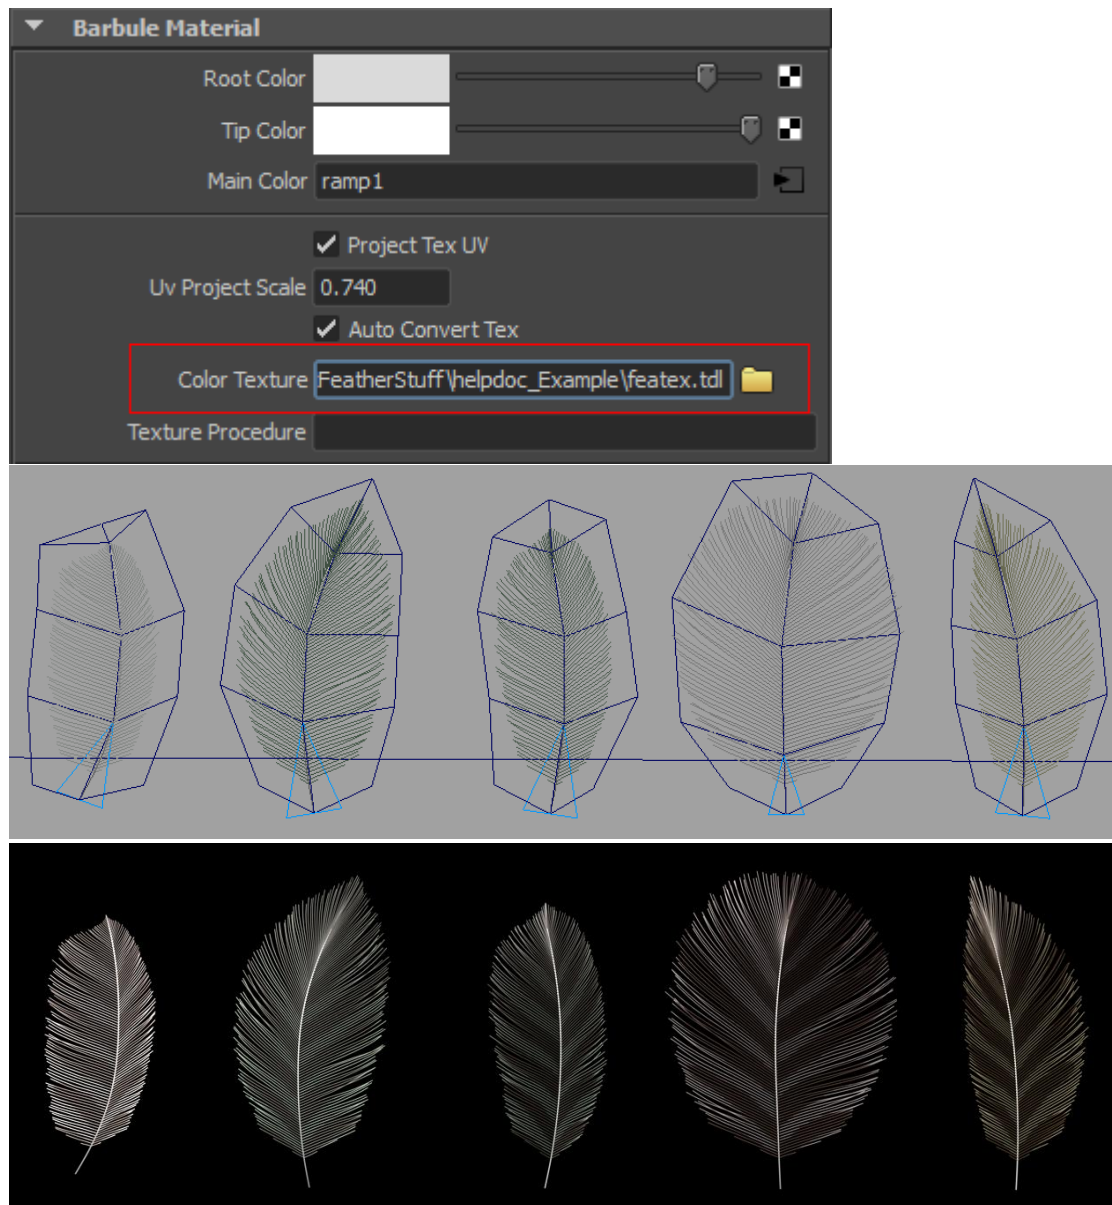 Barbule Material
Root Color
Tip Color
Main Color ramp1
Project Tex UV
Uv Project Scale 0.740
Auto Convert Tex
Color Texture FeatherStuff\helpdoc_Example\featex.tdl
Texture Procedure